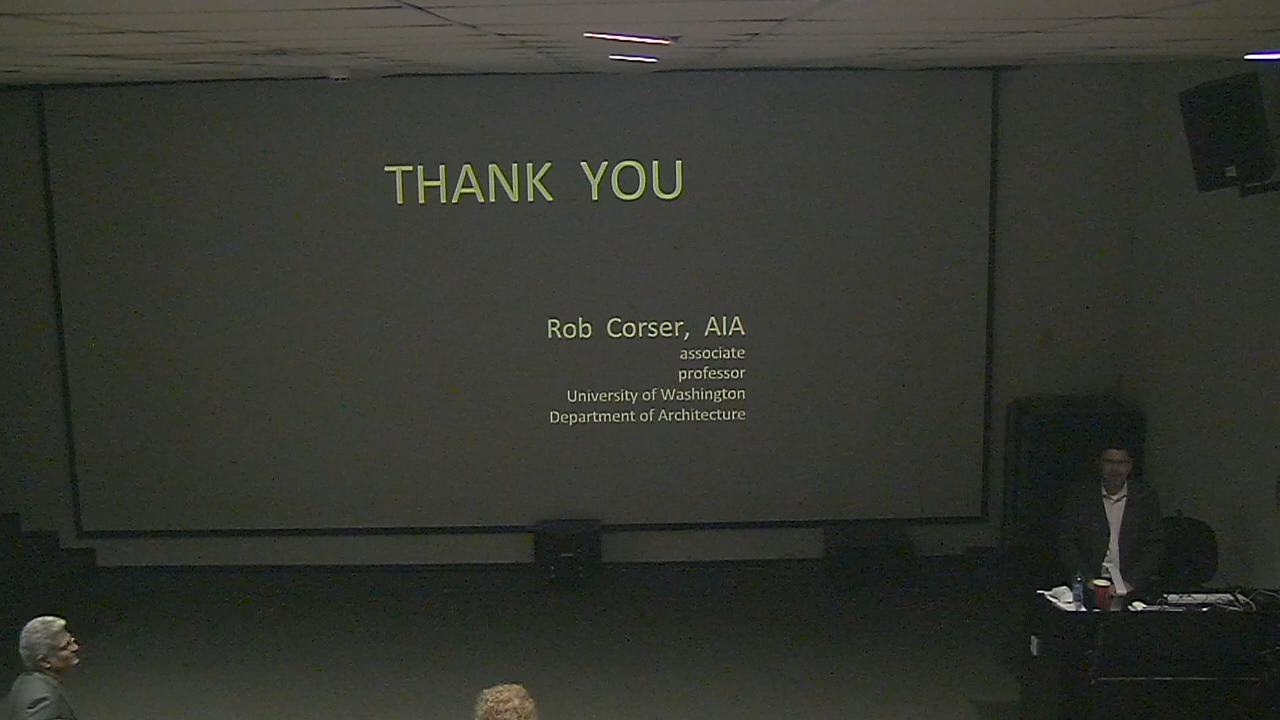 THANK YOU
Rob Corser, AIA
associate
professor
University of Washington
Department of Architecture